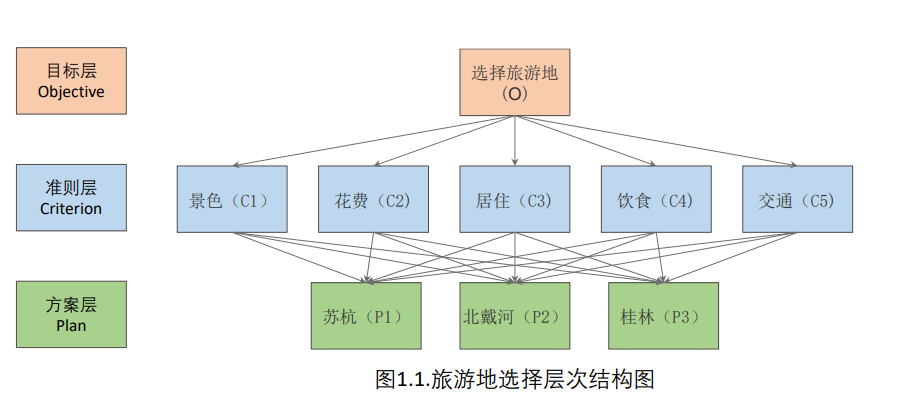 目标层
Objective
选择旅游地
(O)
准则层
Criterion
景色（C1）
花费（C2)
居住（C3)
饮食（C4)
交通（C5)
方案层
Plan
苏杭（P1）
北戴河（P2）
桂林（P3）
图1.1.旅游地选择层次结构图